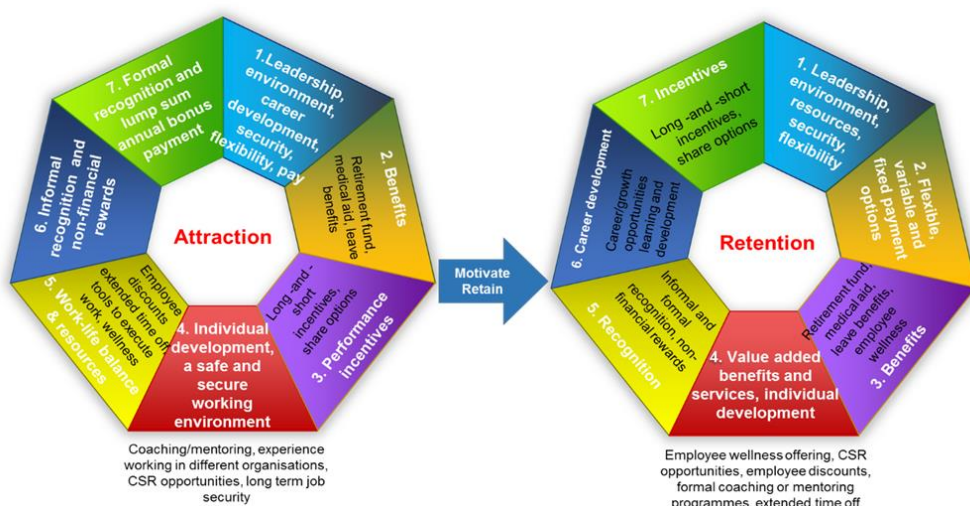 7. Formal
recognition and
lump sum
annual bonus
payment
1.Leadership,
environment,
career
development,
security,
flexibility, pay
2. Benefits
Retirement fund,
medical aid, leave
benefits
3. Performance
incentives
Long -and -
short
incentives,
share options
4. Individual
development,
a safe and
secure
working
environment
Coaching/mentoring, experience
working in different organisations,
CSR opportunities, long term job
security
5. Work-life balance
& resources
Employee
discounts
extended time off,
tools to execute
work, wellness
6. Informal
recognition and
non-financial
rewards
Attraction
Motivate
Retain
7. Incentives
Long -and -short
incentives,
share options
1. Leadership,
environment,
resources,
security,
flexibility
2. Flexible,
variable and
fixed payment
options
3. Benefits
Retirement fund,
medical aid,
leave benefits,
employee
wellness
4. Value added
benefits and
services, individual
development
Employee wellness offering, CSR
opportunities, employee discounts,
formal coaching or mentoring
programmes, extended time off
5. Recognition
Informal and
formal
recognition, non-
financial rewards
6. Career development
Career/growth
opportunities
learning and
development
Retention